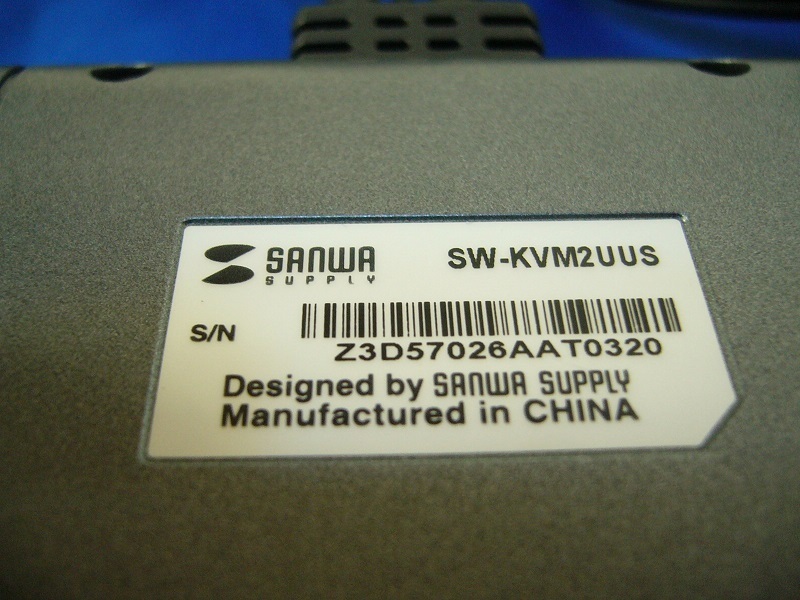 SANWA SUPPLY
SW-KVM2UUS
S/N
Z3D57026AAT0320
Designed by SANWA SUPPLY
Manufactured in CHINA